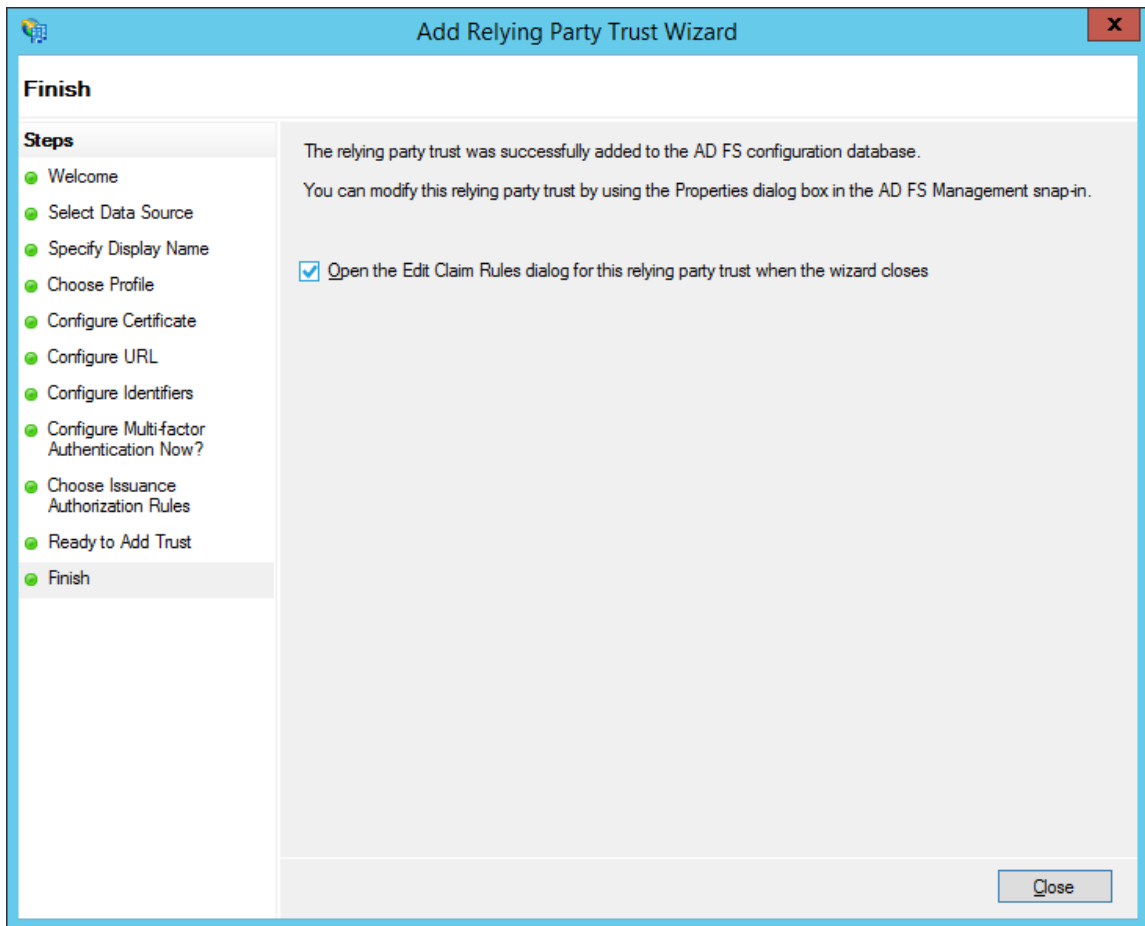 Add Relying Party Trust Wizard
x
Finish
Steps
Welcome
Select Data Source
Specify Display Name
Choose Profile
Configure Certificate
Configure URL
Configure Identifiers
Configure Multi-factor
Authentication Now?
Choose Issuance
Authorization Rules
Ready to Add Trust
Finish
The relying party trust was successfully added to the AD FS configuration database.
You can modify this relying party trust by using the Properties dialog box in the AD FS Management snap-in.
Open the Edit Claim Rules dialog for this relying party trust when the wizard closes
Close